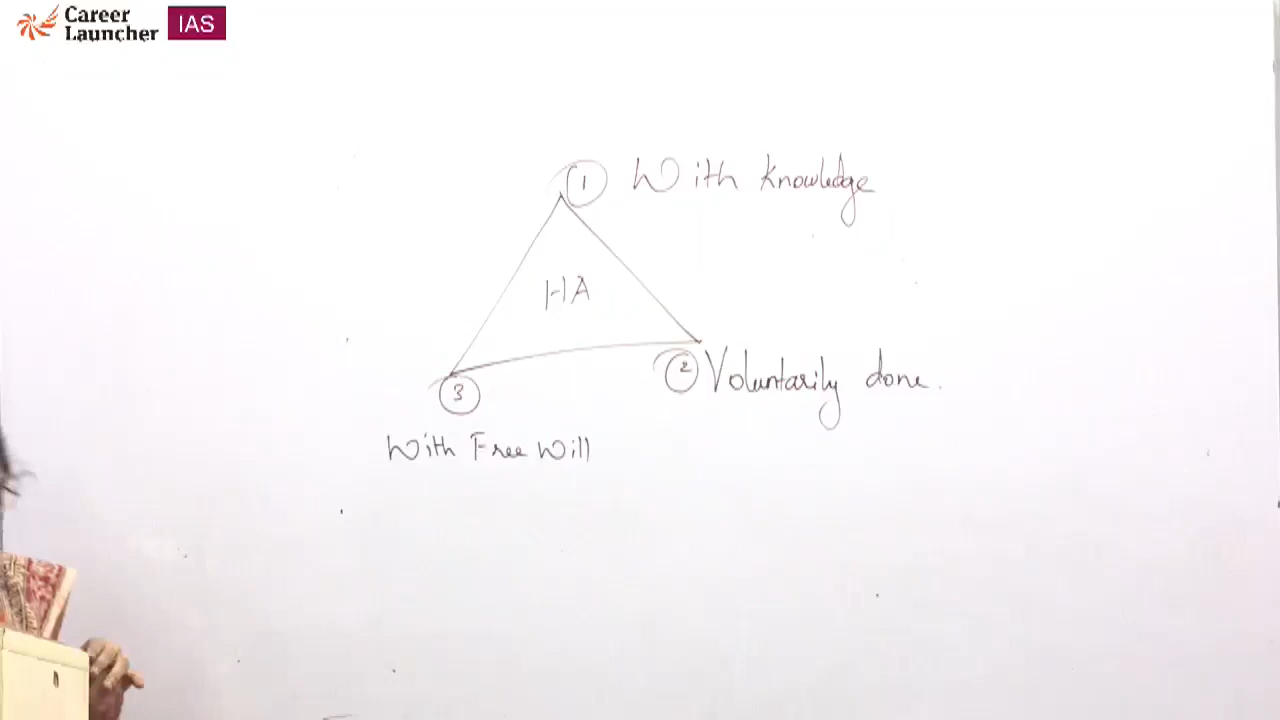 Career
Launcher
IAS
1 With knowledge
HA
2 Voluntarily done.
3
With Free Will